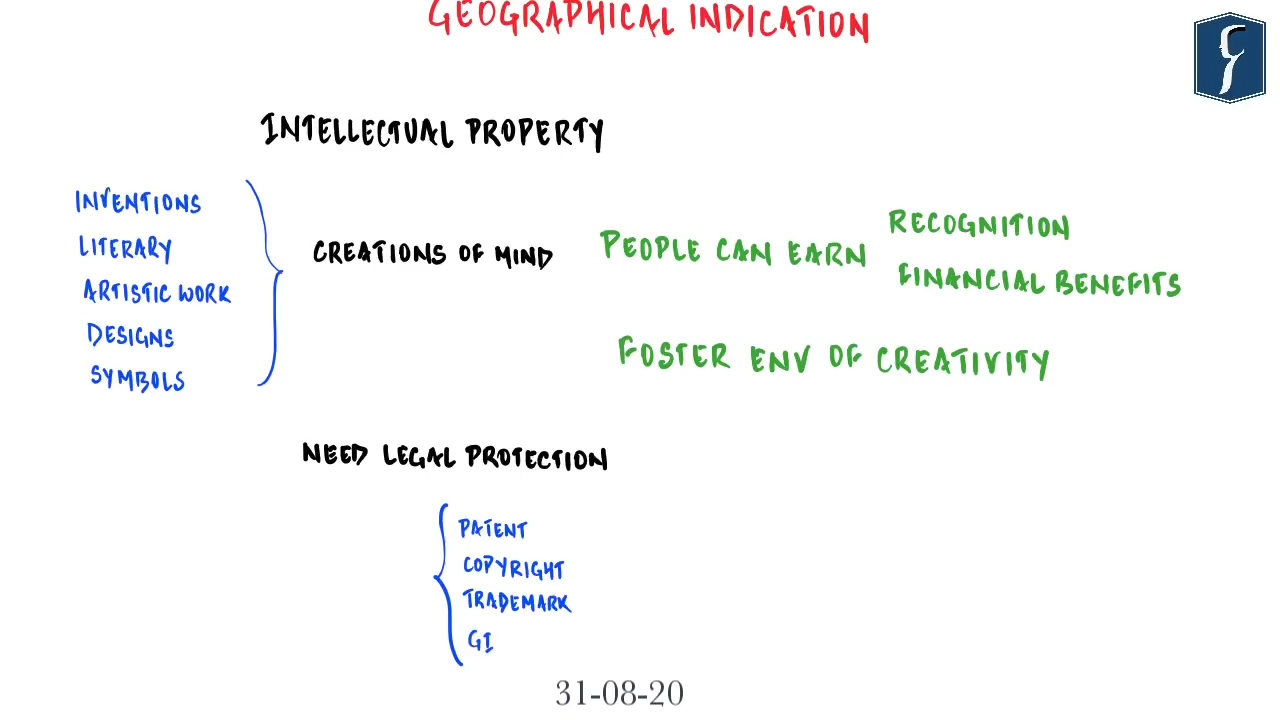 GEOGRAPHICAL INDICATION
INTELLECTUAL PROPERTY
INVENTIONS
LITERARY
ARTISTIC WORK
DESIGNS
SYMBOLS
CREATIONS OF MIND
PEOPLE CAN EARN
RECOGNITION
FINANCIAL BENEFITS
FOSTER ENV OF CREATIVITY
NEED LEGAL PROTECTION
PATENT
COPYRIGHT
TRADEMARK
GI
31-08-20